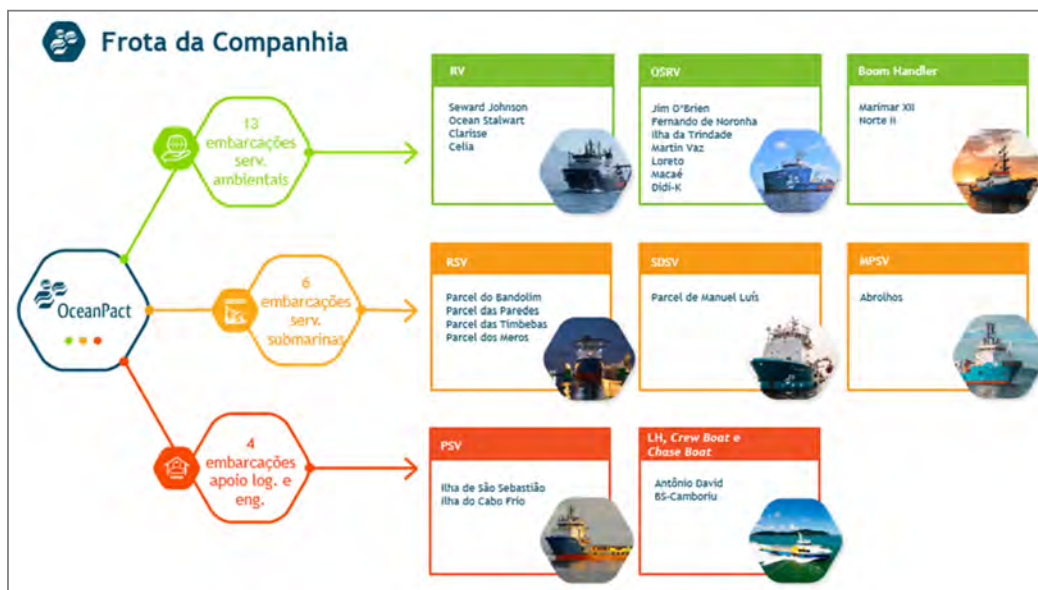 Frota da Companhia
13
embarcações
serv.
ambientais
RV
Seward Johnson
Ocean Stalwart
Clarisse
Celia
OSRV
Jim O'Brien
Fernando de Noronha
Ilha da Trindade
Martin Vaz
Loreto
Macaé
Didi-K
Boom Handler
Marimar XII
Norte II
OceanPact
6
embarcações
serv.
submarinas
RSV
Parcel do Bandolim
Parcel das Paredes
Parcel das Timbebas
Parcel dos Meros
SDSV
Parcel de Manuel Luís
MPSV
Abrolhos
4
embarcações
apoio log. e
eng.
PSV
Ilha de São Sebastião
Ilha do Cabo Frio
LH, Crew Boat e
Chase Boat
Antônio David
BS-Camboriu